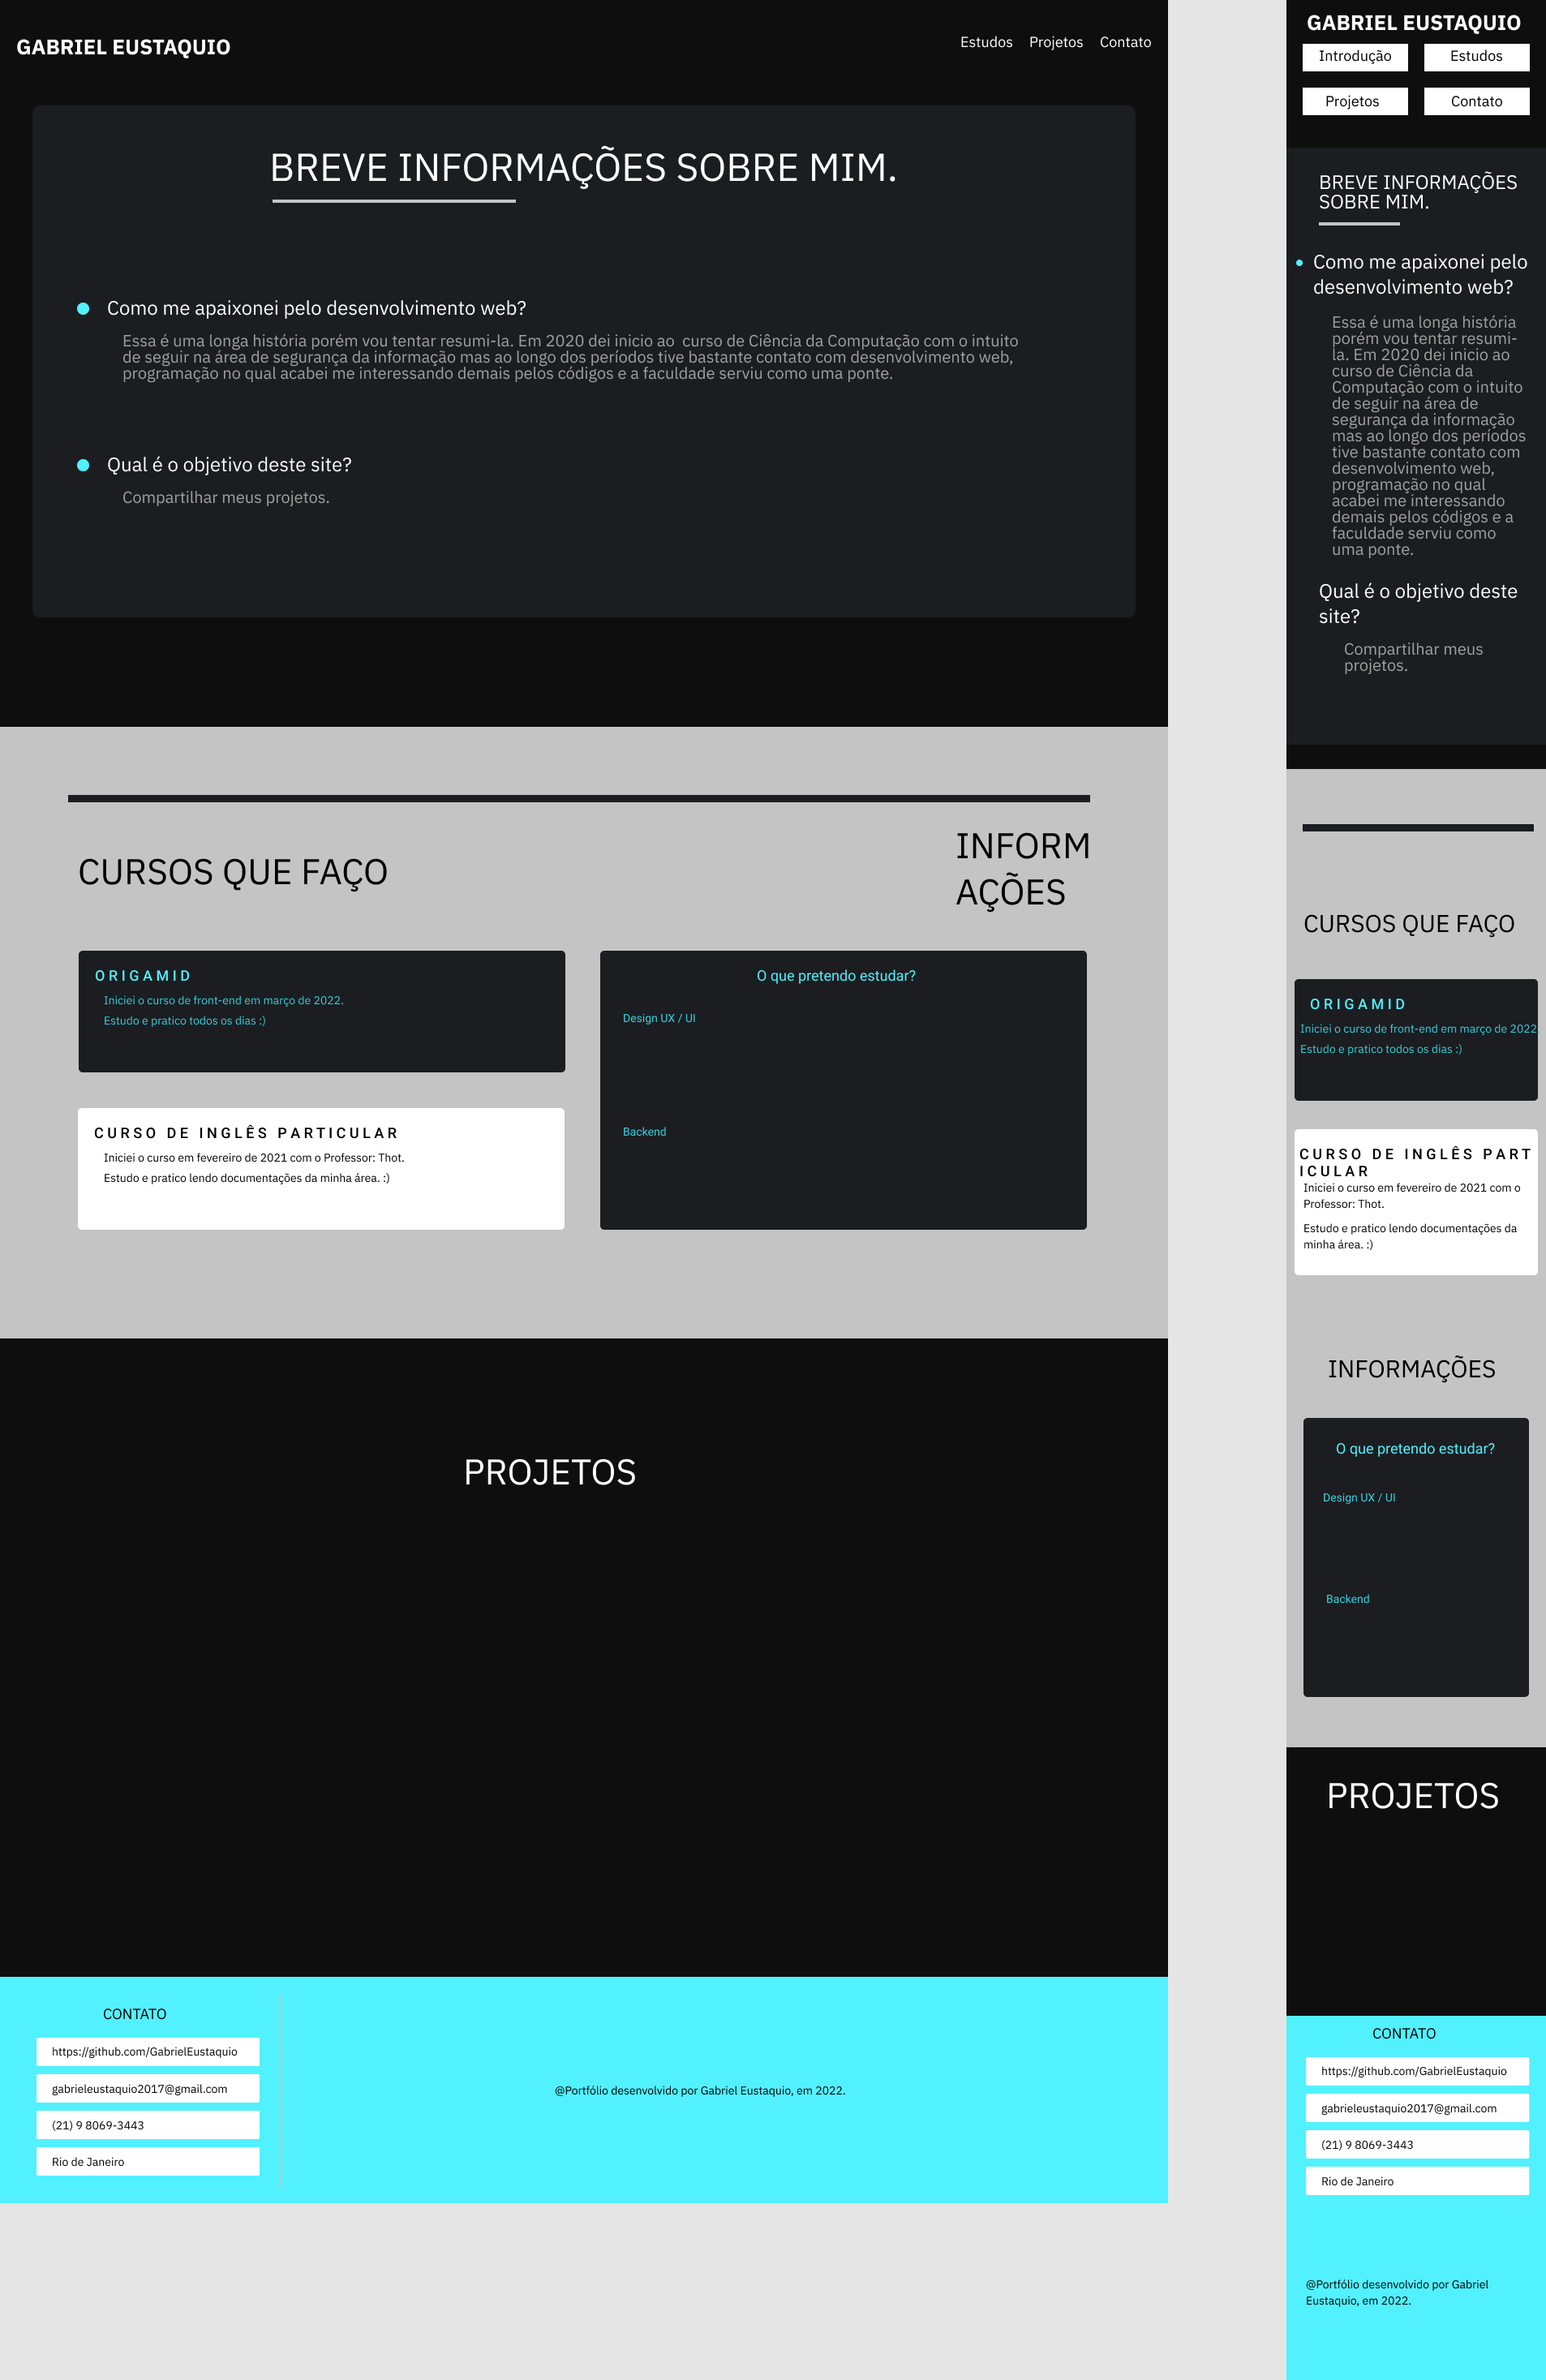 GABRIEL EUSTAQUIO
Estudos Projetos Contato
BREVE INFORMAÇÕES SOBRE MIM.
Como me apaixonei pelo desenvolvimento web?
Essa é uma longa história porém vou tentar resumi-la. Em 2020 dei inicio ao  curso de Ciência da Computação com o intuito
de seguir na área de segurança da informação mas ao longo dos períodos tive bastante contato com desenvolvimento web,
programação no qual acabei me interessando demais pelos códigos e a faculdade serviu como uma ponte.
Qual é o objetivo deste site?
Compartilhar meus projetos.
CURSOS QUE FAÇO
INFORM
AÇÕES
ORIGAMID
Iniciei o curso de front-end em março de 2022.
Estudo e pratico todos os dias :)
CURSO DE INGLÊS PARTICULAR
Iniciei o curso em fevereiro de 2021 com o Professor: Thot.
Estudo e pratico lendo documentações da minha área. :)
O que pretendo estudar?
Design UX / UI
Backend
PROJETOS
CONTATO
https://github.com/GabrielEustaquio
gabrieleustaquio2017@gmail.com
(21) 9 8069-3443
Rio de Janeiro
@Portfólio desenvolvido por Gabriel Eustaquio, em 2022.
GABRIEL EUSTAQUIO
Introdução Estudos
Projetos Contato
BREVE INFORMAÇÕES
SOBRE MIM.
Como me apaixonei pelo
desenvolvimento web?
Essa é uma longa história
porém vou tentar resumi-
la. Em 2020 dei inicio ao
curso de Ciência da
Computação com o intuito
de seguir na área de
segurança da informação
mas ao longo dos períodos
tive bastante contato com
desenvolvimento web,
programação no qual
acabei me interessando
demais pelos códigos e a
faculdade serviu como
uma ponte.
Qual é o objetivo deste
site?
Compartilhar meus
projetos.
CURSOS QUE FAÇO
ORIGAMID
Iniciei o curso de front-end em março de 2022
Estudo e pratico todos os dias :)
CURSO DE INGLÊS PART
ICULAR
Iniciei o curso em fevereiro de 2021 com o
Professor: Thot.
Estudo e pratico lendo documentações da
minha área. :)
INFORMAÇÕES
O que pretendo estudar?
Design UX / UI
Backend
PROJETOS
CONTATO
https://github.com/GabrielEustaquio
gabrieleustaquio2017@gmail.com
(21) 9 8069-3443
Rio de Janeiro
@Portfólio desenvolvido por Gabriel
Eustaquio, em 2022.